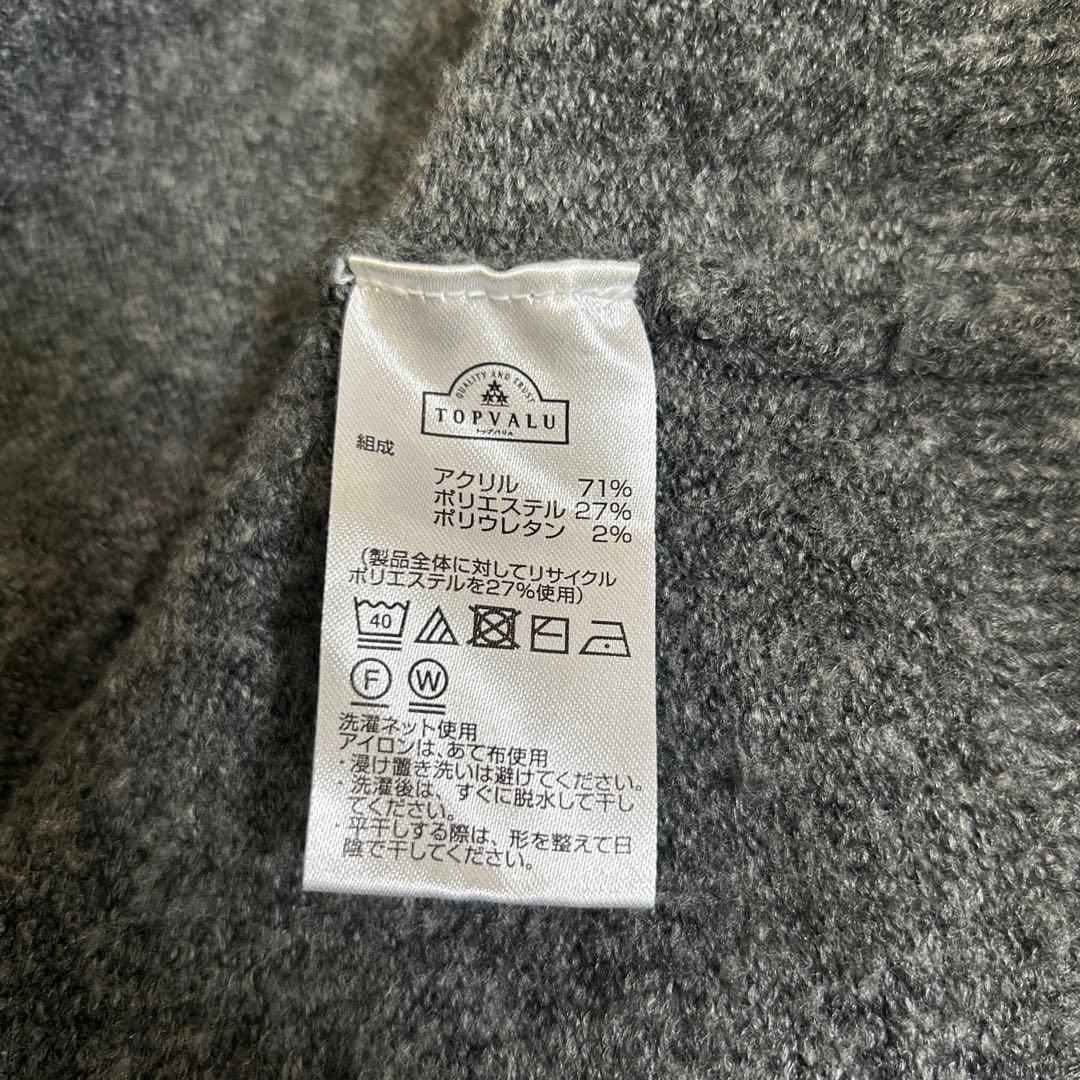 QUALITY AND TRUST
TOPVALU
トップバリュ
組成
アクリル 71%
ポリエステル 27%
ポリウレタン 2%
(製品全体に対してリサイクル
ポリエステルを27%使用)
40
F W
洗濯ネット使用
アイロンは、あて布使用
・浸け置き洗いは避けてください。
・洗濯後は、すぐに脱水して干し
てください。
・平干しする際は、形を整えて日
陰で干してください。